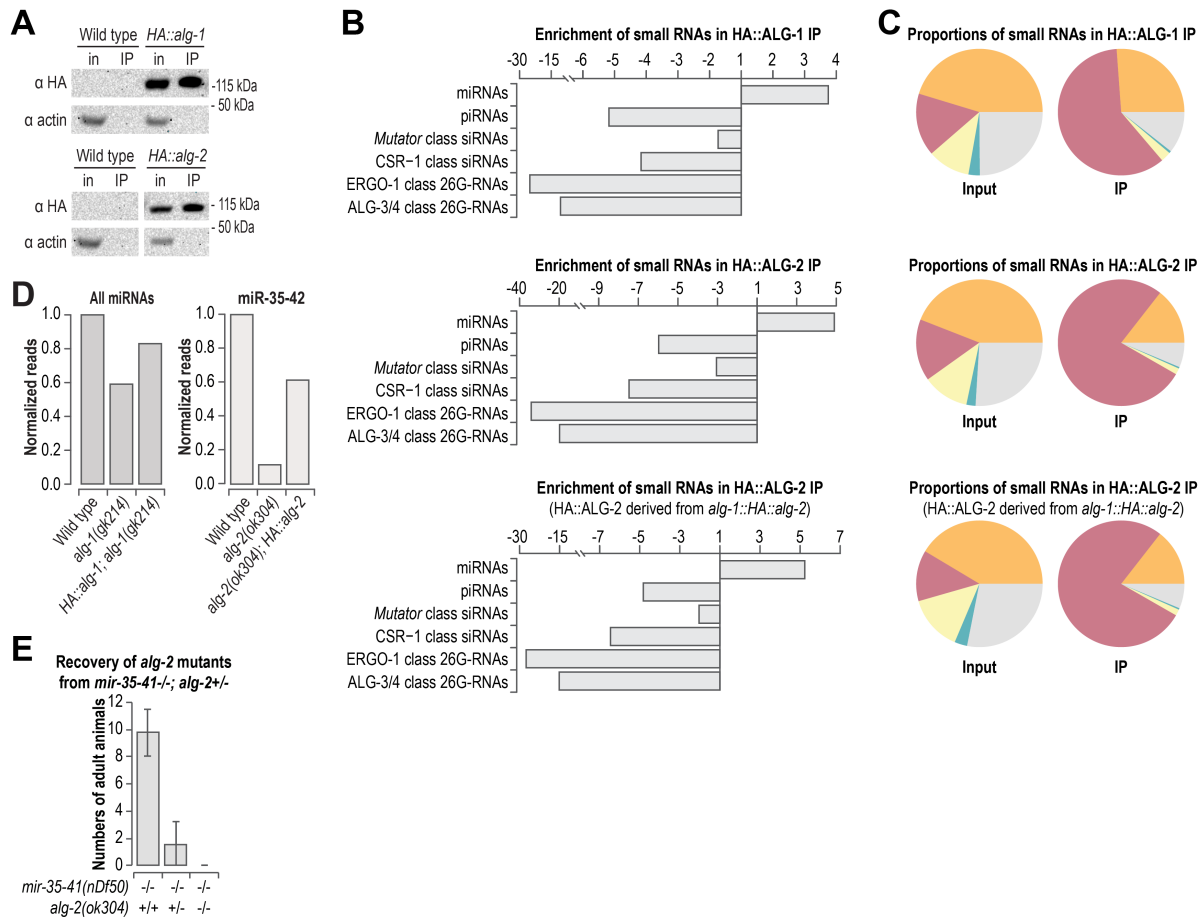 A
Wild type HA::alg-1
in IP in IP
α HA
-115 kDa
- 50 kDa
α actin
Wild type HA::alg-2
in IP in IP
α HA
- 115 kDa
- 50 kDa
α actin
B
Enrichment of small RNAs in HA::ALG-1 IP
-30 -15 -6 -5 -4 -2 1 2 3 4
miRNAs
piRNAs
Mutator class siRNAs
CSR−1 class siRNAs
ERGO-1 class 26G-RNAs
ALG-3/4 class 26G-RNAs
Enrichment of small RNAs in HA::ALG-2 IP
-40 -20 -9 -7 -5 -3 1 3 5
miRNAs
piRNAs
Mutator class siRNAs
CSR−1 class siRNAs
ERGO-1 class 26G-RNAs
ALG-3/4 class 26G-RNAs
Enrichment of small RNAs in HA::ALG-2 IP
(HA::ALG-2 derived from alg-1::HA::alg-2)
-30 -15 -7 -5 -3 1 3 5 7
miRNAs
piRNAs
Mutator class siRNAs
CSR−1 class siRNAs
ERGO-1 class 26G-RNAs
ALG-3/4 class 26G-RNAs
C
Proportions of small RNAs in HA::ALG-1 IP
Input IP
Proportions of small RNAs in HA::ALG-2 IP
Input IP
Proportions of small RNAs in HA::ALG-2 IP
(HA::ALG-2 derived from alg-1::HA::alg-2)
Input IP
D
All miRNAs
Normalized reads
1.0
0.8
0.6
0.4
0.2
0.0
Wild type
alg-1(gk214)
HA::alg-1; alg-1(gk214)
miR-35-42
Normalized reads
1.0
0.8
0.6
0.4
0.2
0.0
Wild type
alg-2(ok304)
alg-2(ok304); HA::alg-2
E
Recovery of alg-2 mutants
from mir-35-41-/-; alg-2+/-
Numbers of adult animals
12
10
8
6
4
2
0
mir-35-41(nDf50) -/- -/- -/-
alg-2(ok304) +/+ +/- -/-